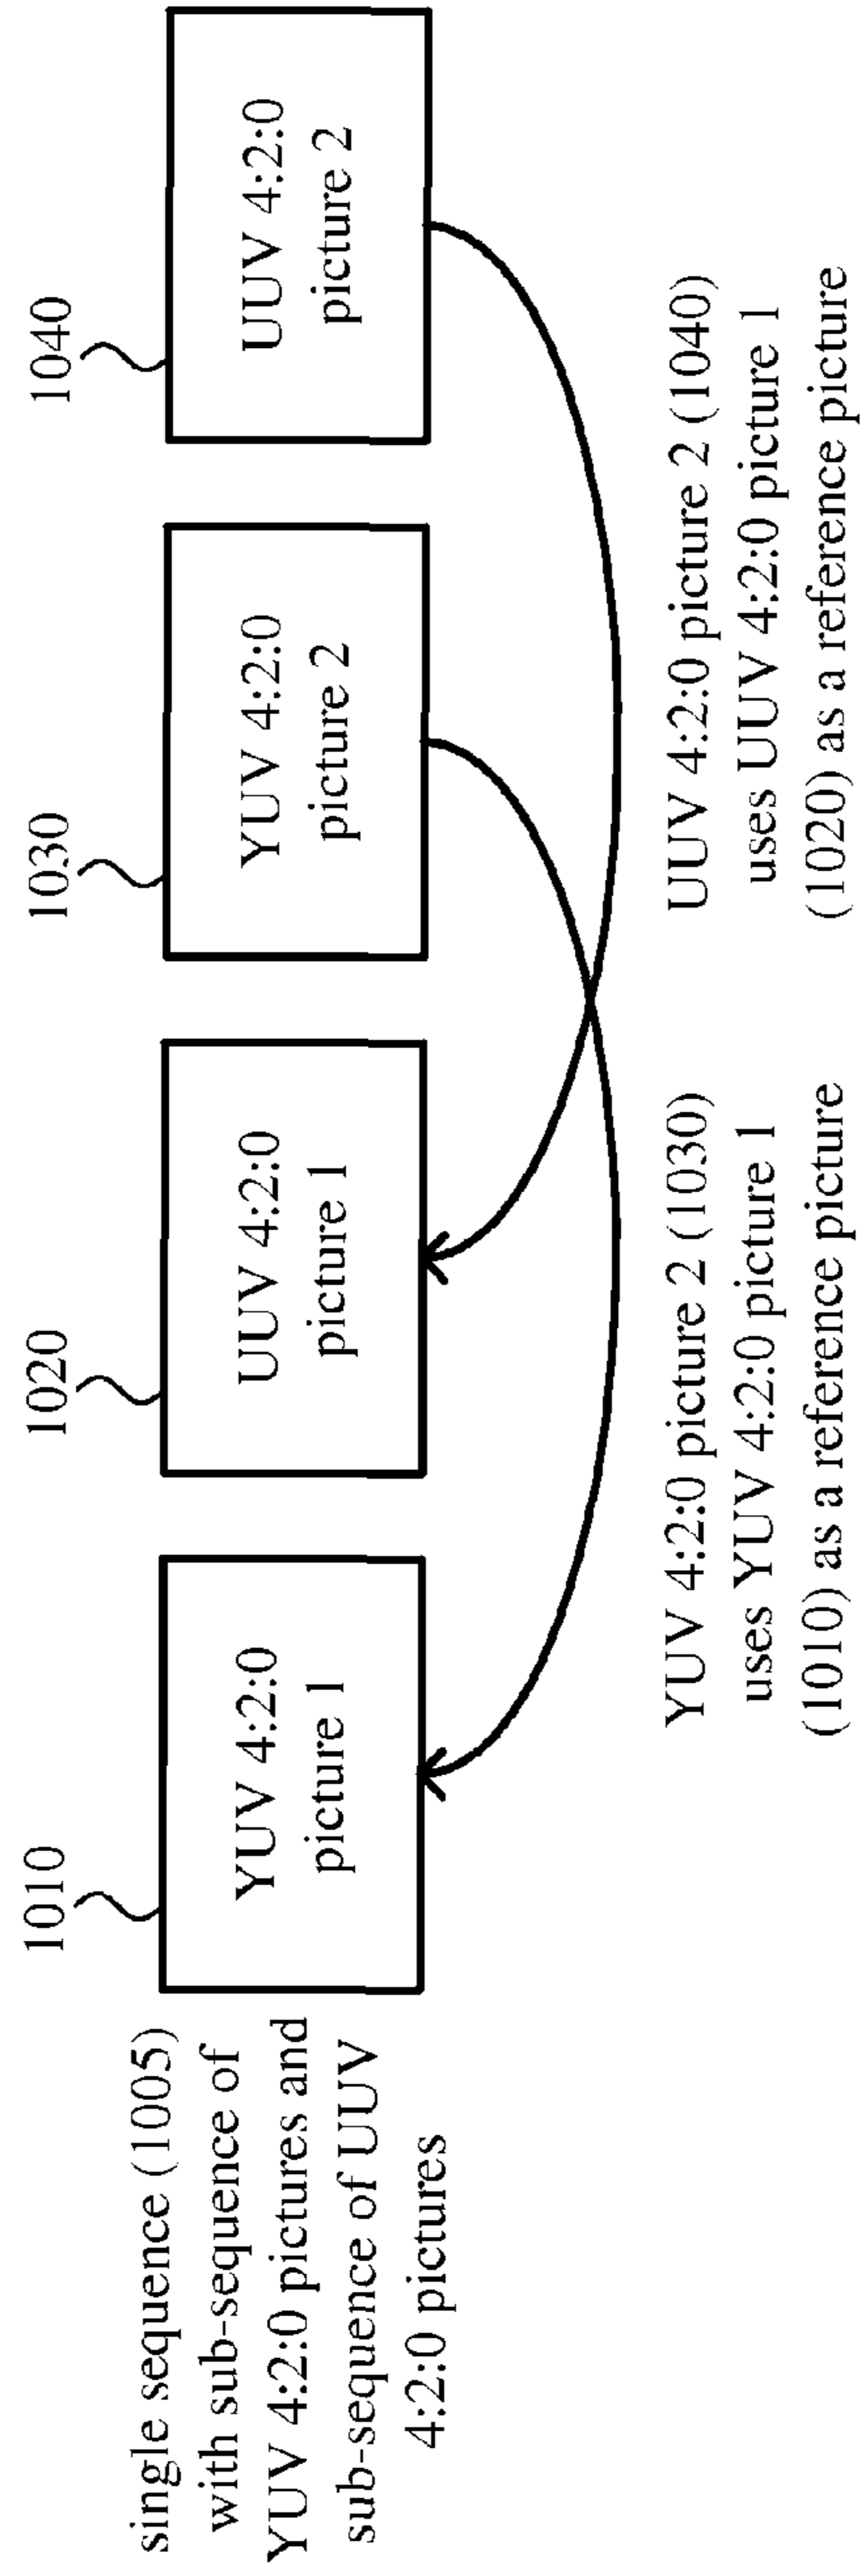 single sequence (1005)
with sub-sequence of
YUV 4:2:0 pictures and
sub-sequence of UUV
4:2:0 pictures
1010
YUV 4:2:0
picture 1
1020
UUV 4:2:0
picture 1
1030
YUV 4:2:0
picture 2
1040
UUV 4:2:0
picture 2
YUV 4:2:0 picture 2 (1030)
uses YUV 4:2:0 picture 1
(1010) as a reference picture
UUV 4:2:0 picture 2 (1040)
uses UUV 4:2:0 picture 1
(1020) as a reference picture